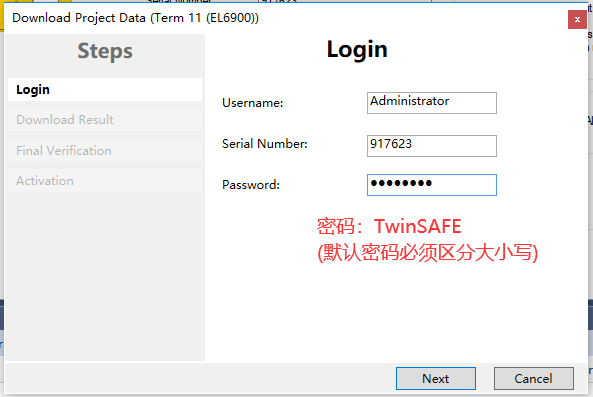 Download Project Data (Term 11 (EL6900))
x
Steps
Login
Download Result
Final Verification
Activation
Login
Username:
Administrator
Serial Number:
917623
Password:
●●●●●●●●
密码：TwinSAFE
(默认密码必须区分大小写)
Next
Cancel